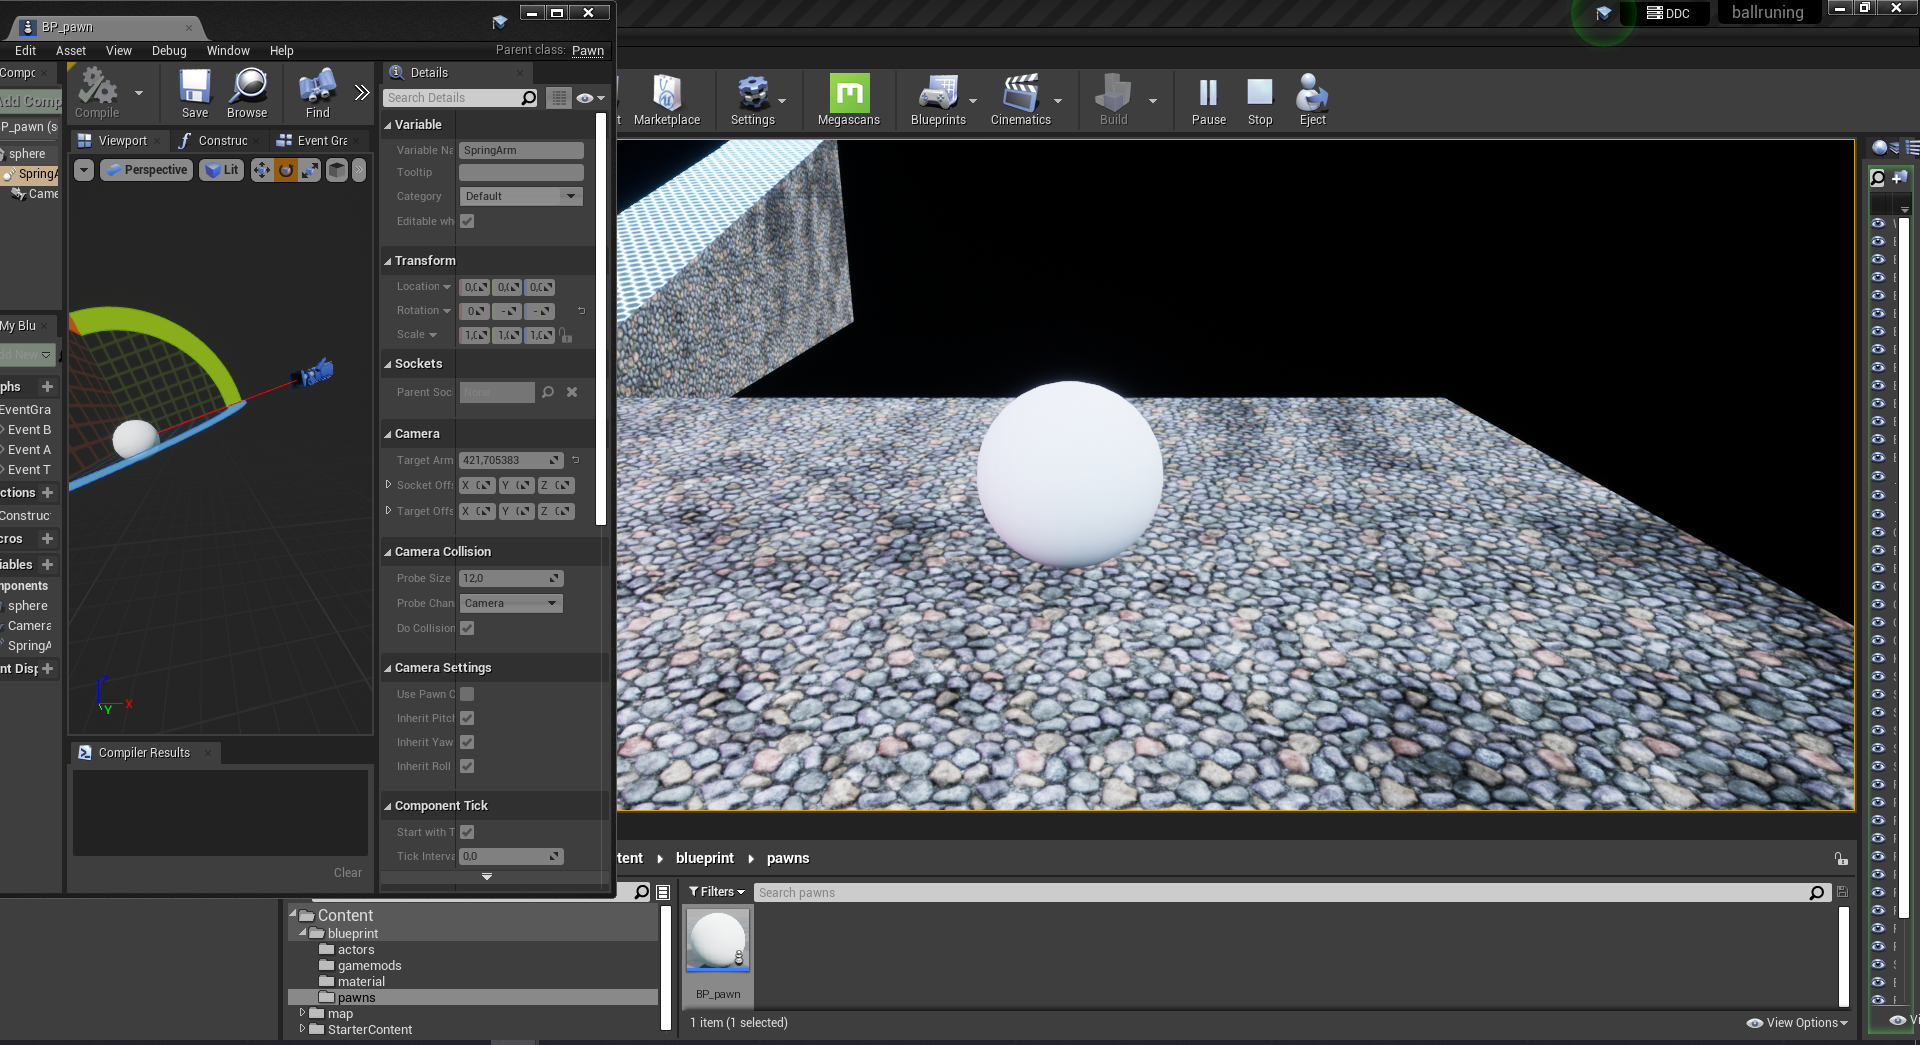 BP_pawn
DDC
ballruning
Edit Asset View Debug Window Help
Parent class: Pawn
Compile
Save
Browse
Find
Details
Search Details
Marketplace
Settings
Megascans
Blueprints
Cinematics
Build
Pause
Stop
Eject
Viewport
Construc
Event Gra
Perspective
Lit
sphere
SpringA
Came
Variable
Variable Na SpringArm
Tooltip
Category Default
Editable wh
Transform
Location 0,0 0,0 0,0
Rotation 0 - -
Scale 1,0 1,0 1,0
Sockets
Parent Soc None
Camera
Target Arm 421,705383
Socket Offs X Y Z
Target Offs X Y Z
Camera Collision
Probe Size 12,0
Probe Chan Camera
Do Collision
Camera Settings
Use Pawn C
Inherit Pitch
Inherit Yaw
Inherit Roll
Component Tick
Start with T
Tick Interva 0,0
My Blu
dd New
phs
EventGra
Event B
Event A
Event T
ctions
Construc
cros
iables
nponents
sphere
Camera
SpringA
nt Disp
X
Y
Z
Compiler Results
Clear
tent blueprint pawns
Filters
Search pawns
Content
blueprint
actors
gamemods
material
pawns
map
StarterContent
BP_pawn
1 item (1 selected)
View Options